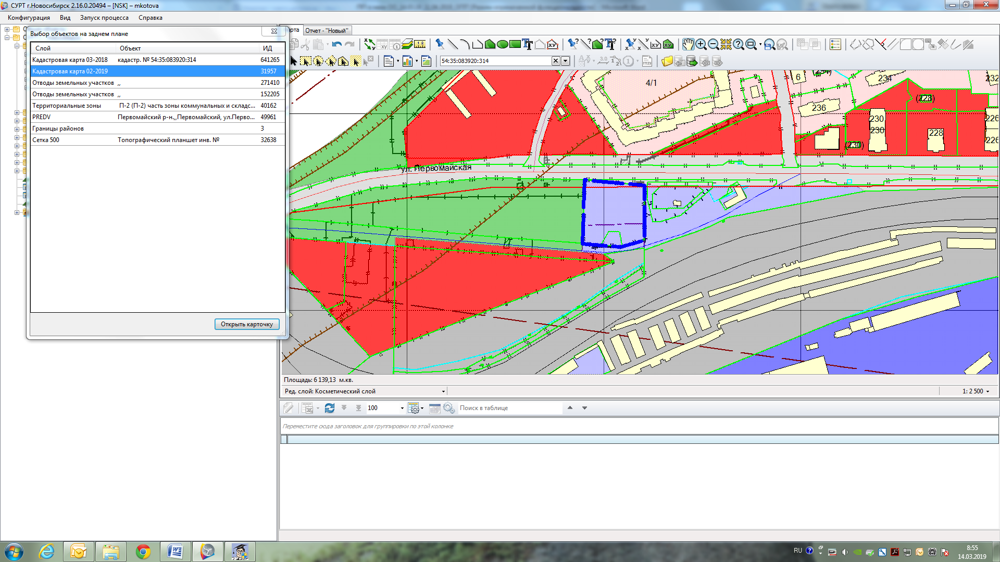 СУРТ г.Новосибирск 2.16.0.20494 – [NSK] – mkotova
Конфигурация Вид Запуск процесса Справка
Выбор объектов на заднем плане
Слой Объект ИД
Кадастровая карта 03-2018 кадастр. № 54:35:083920:314 641265
Кадастровая карта 02-2019 31957
Отводы земельных участков ,, 271410
Отводы земельных участков ,, 152205
Территориальные зоны П-2 (П-2) часть зоны коммунальных и складс... 40162
PREDV Первомайский р-н,,Первомайский, ул.Перво... 49961
Границы районов 3
Сетка 500 Топографический планшет инв. № 32638
Открыть карточку
Отчет - "Новый"
54:35:083920:314
4/1
6
234
232
236
(228)
230
230
228
226
226
(230)
ул. Первомайская
Площадь: 6 139,13 м.кв.
Ред. слой: Косметический слой
1: 2 500
100
Поиск в таблице
Переместите сюда заголовок для группировки по этой колонке
RU
8:55
14.03.2019